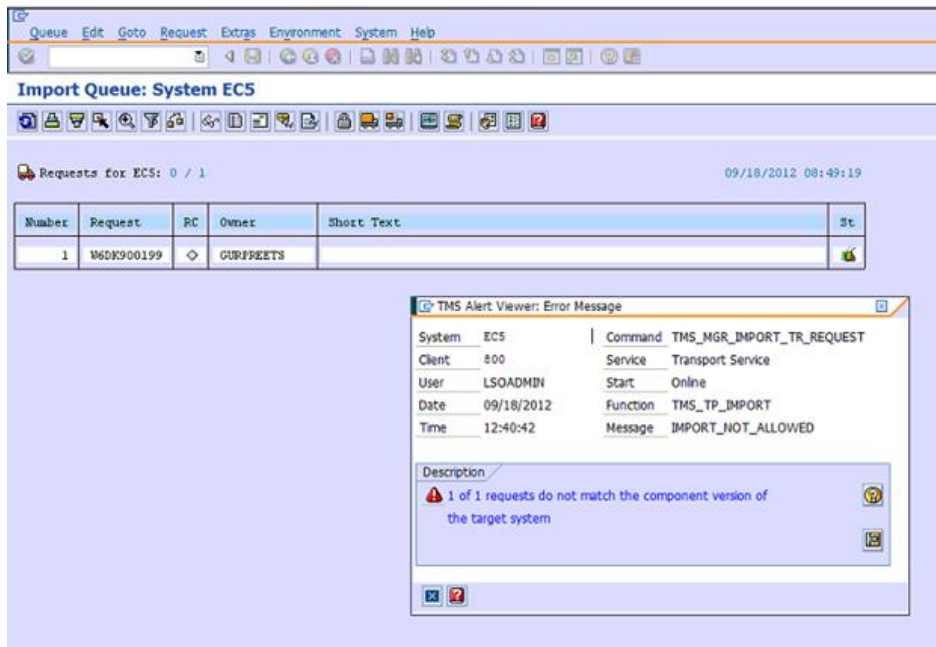 Queue Edit Goto Request Extras Environment System Help
Import Queue: System EC5
Requests for EC5: 0 / 1 09/18/2012 08:49:19
Number Request RC Owner Short Text St
1 W6DK900199 GURPREETS
TMS Alert Viewer: Error Message
System EC5 Command TMS_MGR_IMPORT_TR_REQUEST
Client 800 Service Transport Service
User LSOADMIN Start Online
Date 09/18/2012 Function TMS_TP_IMPORT
Time 12:40:42 Message IMPORT_NOT_ALLOWED
Description
1 of 1 requests do not match the component version of
the target system